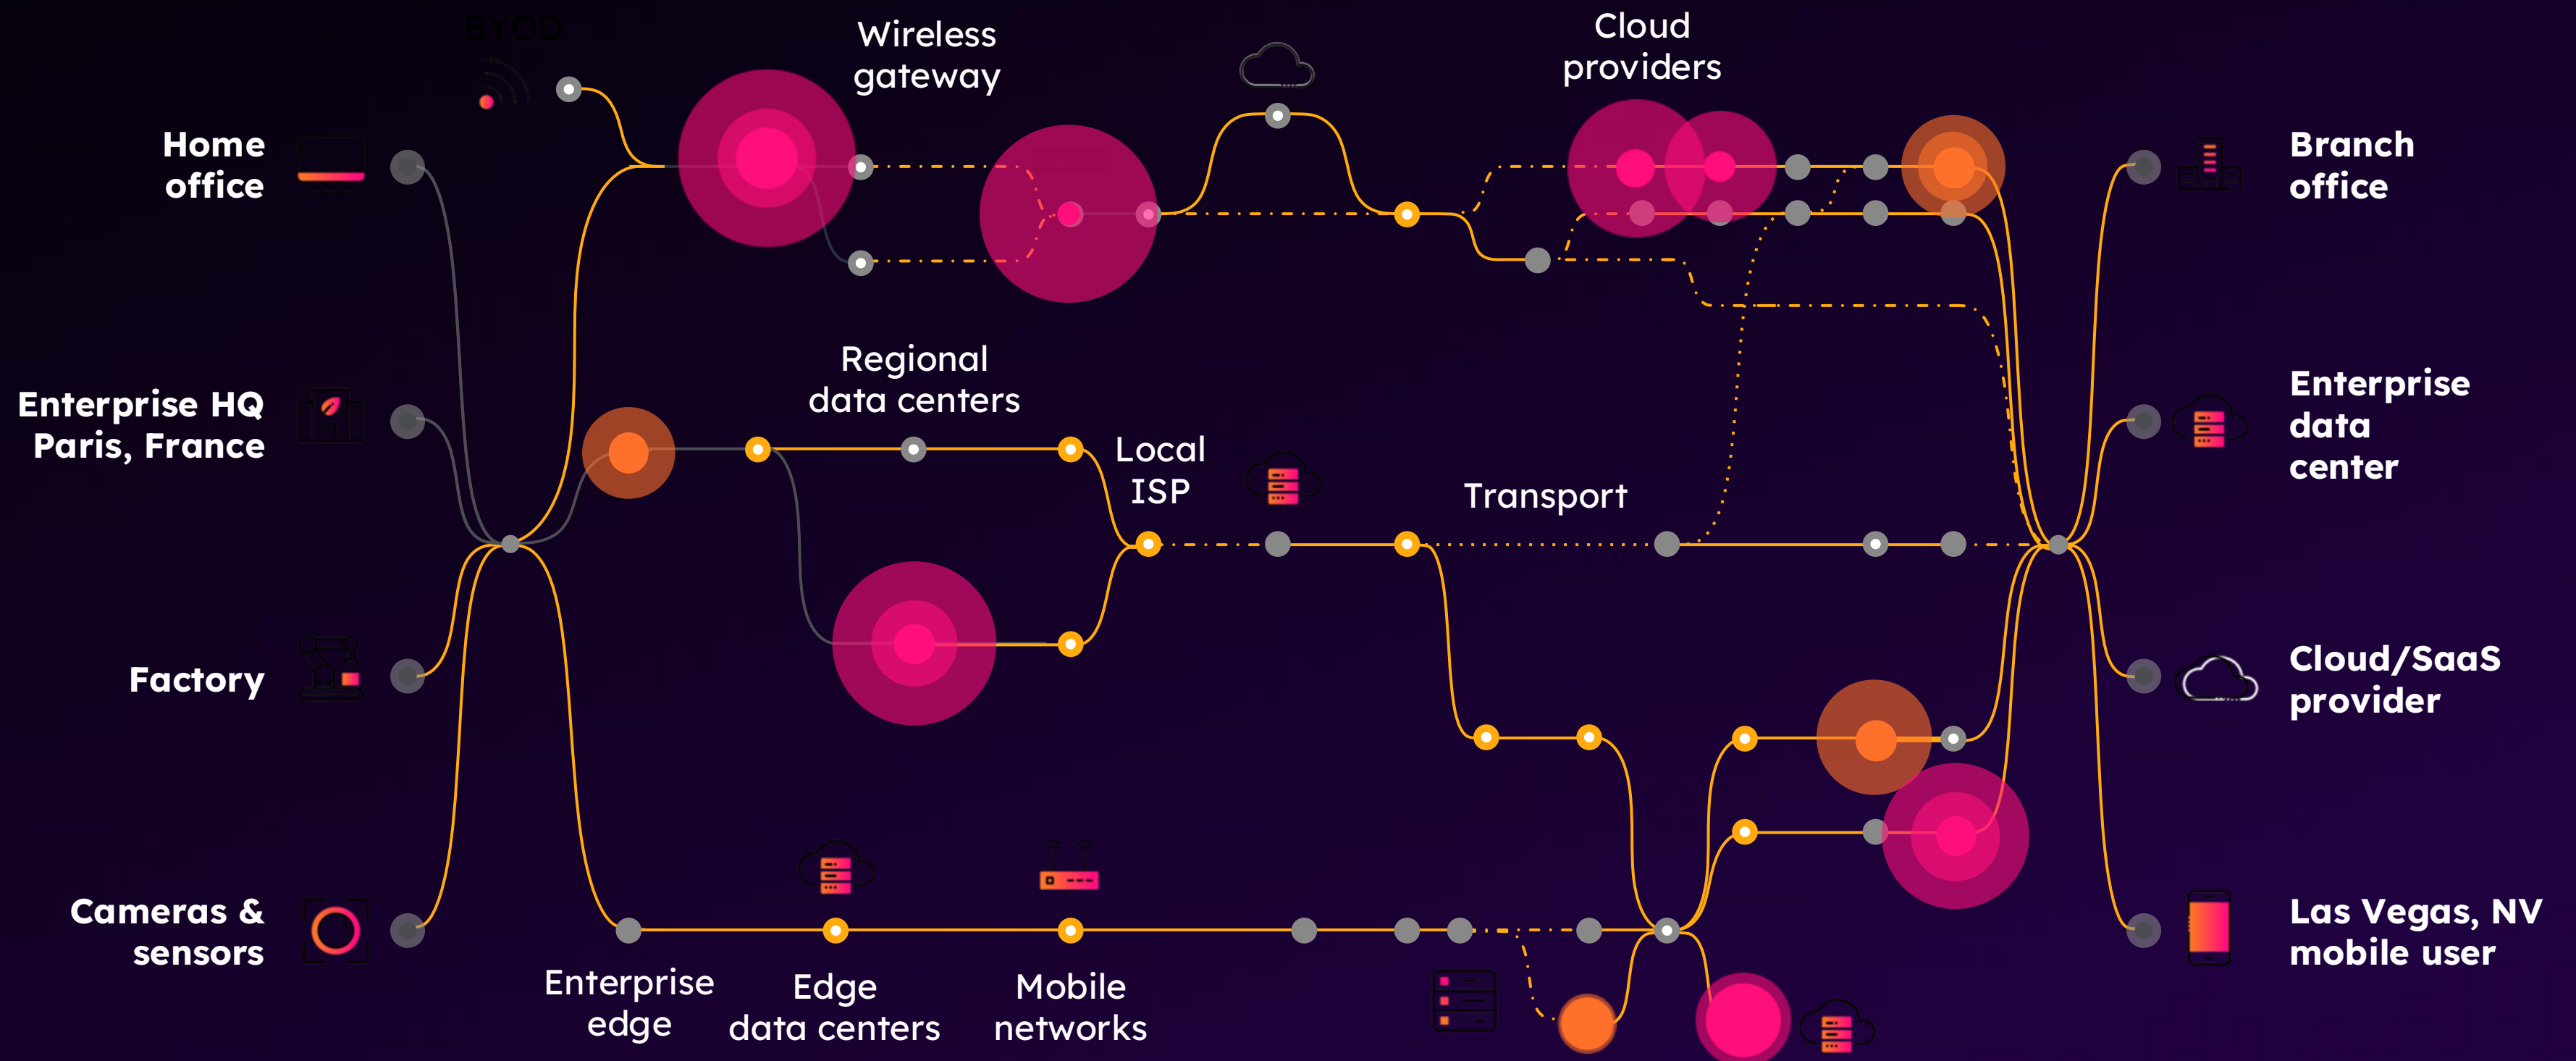 BYOD
Wireless
gateway
Cloud
providers
Home
office
Branch
office
Enterprise HQ
Paris, France
Regional
data centers
Local
ISP
Transport
Enterprise
data
center
Factory
Cloud/SaaS
provider
Cameras &
sensors
Enterprise
edge
Edge
data centers
Mobile
networks
Las Vegas, NV
mobile user